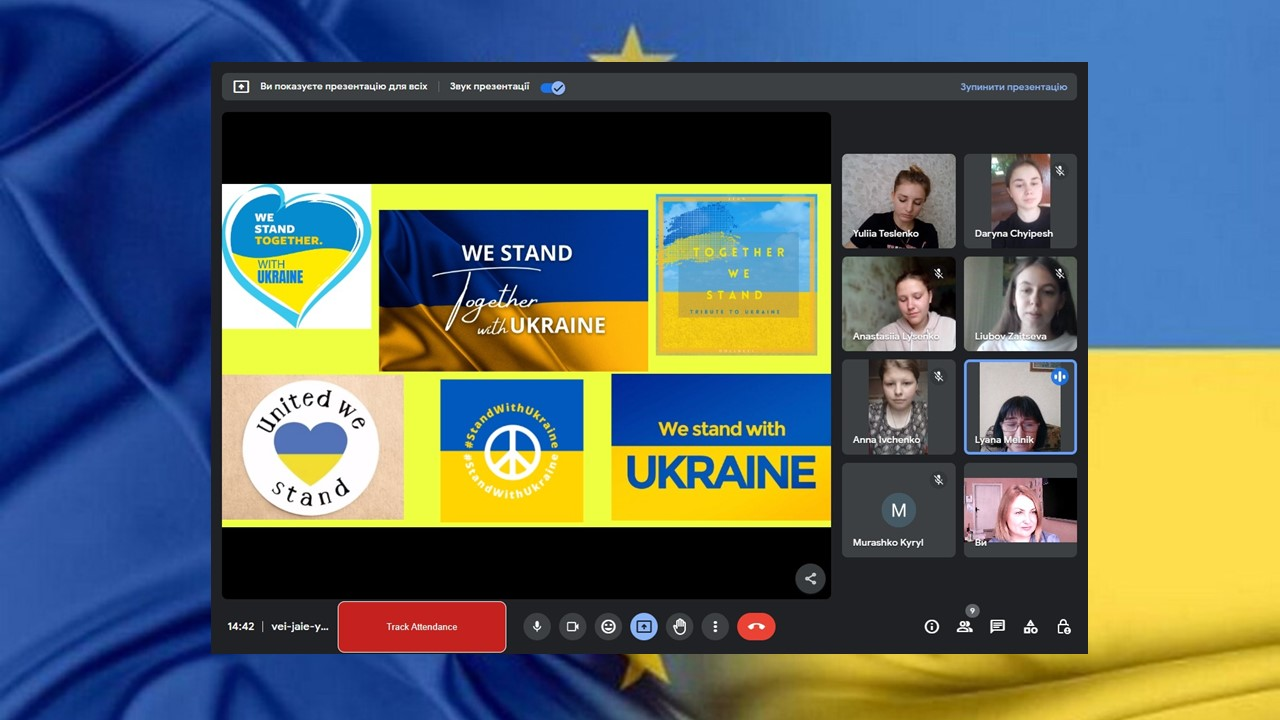 Ви показуєте презентацію для всіх
Звук презентації
Зупинити презентацію
WE
STAND
TOGETHER.
WITH
UKRAINE
WE STAND
Together
with UKRAINE
TOGETHER
WE
STAND
TRIBUTE TO UKRAINE
United we
stand
#StandWithUkraine
#StandWithUkraine
We stand with
UKRAINE
Yuliia Teslenko
Daryna Chyipesh
Anastasiia Lysenko
Liubov Zaitseva
Anna Ivchenko
Lyana Melnik
M
Murashko Kyryl
Ви
14:42
vei-jaie-y...
Track Attendance
9